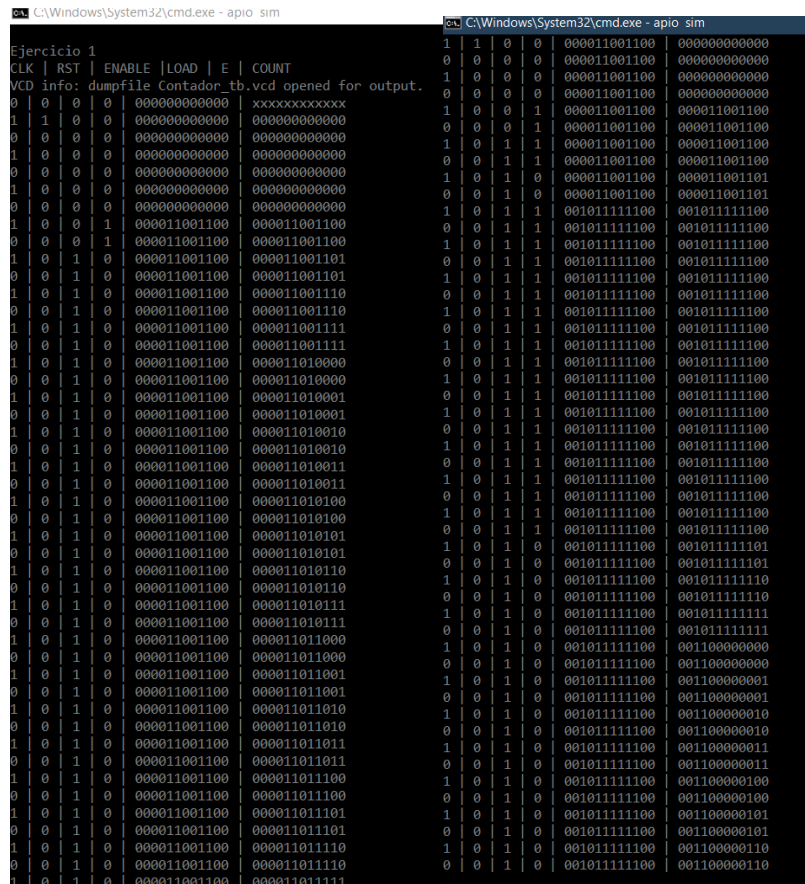 C:\Windows\System32\cmd.exe - apio sim
Ejercicio 1
CLK | RST | ENABLE |LOAD | E | COUNT
VCD info: dumpfile Contador_tb.vcd opened for output.
0 | 0 | 0 | 0 | 000000000000 | xxxxxxxxxxxx
1 | 1 | 0 | 0 | 000000000000 | 000000000000
0 | 0 | 0 | 0 | 000000000000 | 000000000000
1 | 0 | 0 | 0 | 000000000000 | 000000000000
0 | 0 | 0 | 0 | 000000000000 | 000000000000
1 | 0 | 0 | 0 | 000000000000 | 000000000000
0 | 0 | 0 | 0 | 000000000000 | 000000000000
1 | 0 | 0 | 1 | 000011001100 | 000011001100
0 | 0 | 0 | 1 | 000011001100 | 000011001100
1 | 0 | 1 | 0 | 000011001100 | 000011001101
0 | 0 | 1 | 0 | 000011001100 | 000011001101
1 | 0 | 1 | 0 | 000011001100 | 000011001110
0 | 0 | 1 | 0 | 000011001100 | 000011001110
1 | 0 | 1 | 0 | 000011001100 | 000011001111
0 | 0 | 1 | 0 | 000011001100 | 000011001111
1 | 0 | 1 | 0 | 000011001100 | 000011010000
0 | 0 | 1 | 0 | 000011001100 | 000011010000
1 | 0 | 1 | 0 | 000011001100 | 000011010001
0 | 0 | 1 | 0 | 000011001100 | 000011010001
1 | 0 | 1 | 0 | 000011001100 | 000011010010
0 | 0 | 1 | 0 | 000011001100 | 000011010010
1 | 0 | 1 | 0 | 000011001100 | 000011010011
0 | 0 | 1 | 0 | 000011001100 | 000011010011
1 | 0 | 1 | 0 | 000011001100 | 000011010100
0 | 0 | 1 | 0 | 000011001100 | 000011010100
1 | 0 | 1 | 0 | 000011001100 | 000011010101
0 | 0 | 1 | 0 | 000011001100 | 000011010101
1 | 0 | 1 | 0 | 000011001100 | 000011010110
0 | 0 | 1 | 0 | 000011001100 | 000011010110
1 | 0 | 1 | 0 | 000011001100 | 000011010111
0 | 0 | 1 | 0 | 000011001100 | 000011010111
1 | 0 | 1 | 0 | 000011001100 | 000011011000
0 | 0 | 1 | 0 | 000011001100 | 000011011000
1 | 0 | 1 | 0 | 000011001100 | 000011011001
0 | 0 | 1 | 0 | 000011001100 | 000011011001
1 | 0 | 1 | 0 | 000011001100 | 000011011010
0 | 0 | 1 | 0 | 000011001100 | 000011011010
1 | 0 | 1 | 0 | 000011001100 | 000011011011
0 | 0 | 1 | 0 | 000011001100 | 000011011011
1 | 0 | 1 | 0 | 000011001100 | 000011011100
0 | 0 | 1 | 0 | 000011001100 | 000011011100
1 | 0 | 1 | 0 | 000011001100 | 000011011101
0 | 0 | 1 | 0 | 000011001100 | 000011011101
1 | 0 | 1 | 0 | 000011001100 | 000011011110
0 | 0 | 1 | 0 | 000011001100 | 000011011110
1 | 0 | 1 | 0 | 000011001100 | 000011011111
C:\Windows\System32\cmd.exe - apio sim
1 | 1 | 0 | 0 | 000011001100 | 000000000000
0 | 0 | 0 | 0 | 000011001100 | 000000000000
1 | 0 | 0 | 0 | 000011001100 | 000000000000
0 | 0 | 0 | 0 | 000011001100 | 000000000000
1 | 0 | 0 | 1 | 000011001100 | 000011001100
0 | 0 | 0 | 1 | 000011001100 | 000011001100
1 | 0 | 1 | 1 | 000011001100 | 000011001100
0 | 0 | 1 | 1 | 000011001100 | 000011001100
1 | 0 | 1 | 0 | 000011001100 | 000011001101
0 | 0 | 1 | 0 | 000011001100 | 000011001101
1 | 0 | 1 | 1 | 001011111100 | 001011111100
0 | 0 | 1 | 1 | 001011111100 | 001011111100
1 | 0 | 1 | 1 | 001011111100 | 001011111100
0 | 0 | 1 | 1 | 001011111100 | 001011111100
1 | 0 | 1 | 1 | 001011111100 | 001011111100
0 | 0 | 1 | 1 | 001011111100 | 001011111100
1 | 0 | 1 | 1 | 001011111100 | 001011111100
0 | 0 | 1 | 1 | 001011111100 | 001011111100
1 | 0 | 1 | 1 | 001011111100 | 001011111100
0 | 0 | 1 | 1 | 001011111100 | 001011111100
1 | 0 | 1 | 1 | 001011111100 | 001011111100
0 | 0 | 1 | 1 | 001011111100 | 001011111100
1 | 0 | 1 | 1 | 001011111100 | 001011111100
0 | 0 | 1 | 1 | 001011111100 | 001011111100
1 | 0 | 1 | 1 | 001011111100 | 001011111100
0 | 0 | 1 | 1 | 001011111100 | 001011111100
1 | 0 | 1 | 1 | 001011111100 | 001011111100
0 | 0 | 1 | 1 | 001011111100 | 001011111100
1 | 0 | 1 | 1 | 001011111100 | 001011111100
0 | 0 | 1 | 1 | 001011111100 | 001011111100
1 | 0 | 1 | 0 | 001011111100 | 001011111101
0 | 0 | 1 | 0 | 001011111100 | 001011111101
1 | 0 | 1 | 0 | 001011111100 | 001011111110
0 | 0 | 1 | 0 | 001011111100 | 001011111110
1 | 0 | 1 | 0 | 001011111100 | 001011111111
0 | 0 | 1 | 0 | 001011111100 | 001011111111
1 | 0 | 1 | 0 | 001011111100 | 001100000000
0 | 0 | 1 | 0 | 001011111100 | 001100000000
1 | 0 | 1 | 0 | 001011111100 | 001100000001
0 | 0 | 1 | 0 | 001011111100 | 001100000001
1 | 0 | 1 | 0 | 001011111100 | 001100000010
0 | 0 | 1 | 0 | 001011111100 | 001100000010
1 | 0 | 1 | 0 | 001011111100 | 001100000011
0 | 0 | 1 | 0 | 001011111100 | 001100000011
1 | 0 | 1 | 0 | 001011111100 | 001100000100
0 | 0 | 1 | 0 | 001011111100 | 001100000100
1 | 0 | 1 | 0 | 001011111100 | 001100000101
0 | 0 | 1 | 0 | 001011111100 | 001100000101
1 | 0 | 1 | 0 | 001011111100 | 001100000110
0 | 0 | 1 | 0 | 001011111100 | 001100000110